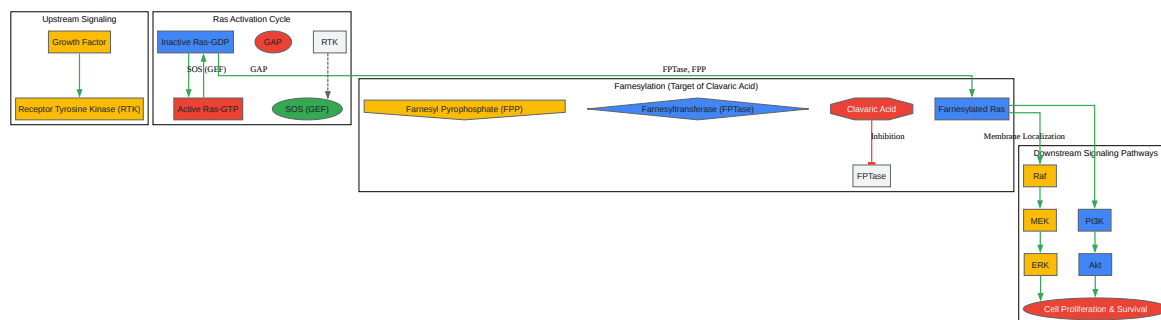 Upstream Signaling
Growth Factor
Receptor Tyrosine Kinase (RTK)
Ras Activation Cycle
Inactive Ras-GDP
GAP
RTK
SOS (GEF)
GAP
Active Ras-GTP
SOS (GEF)
FPTase, FPP
Farnesylation (Target of Clavaric Acid)
Farnesyl Pyrophosphate (FPP)
Farnesyltransferase (FPTase)
Clavaric Acid
Farnesylated Ras
Inhibition
FPTase
Membrane Localization
Downstream Signaling Pathways
Raf
MEK
PI3K
ERK
Akt
Cell Proliferation & Survival